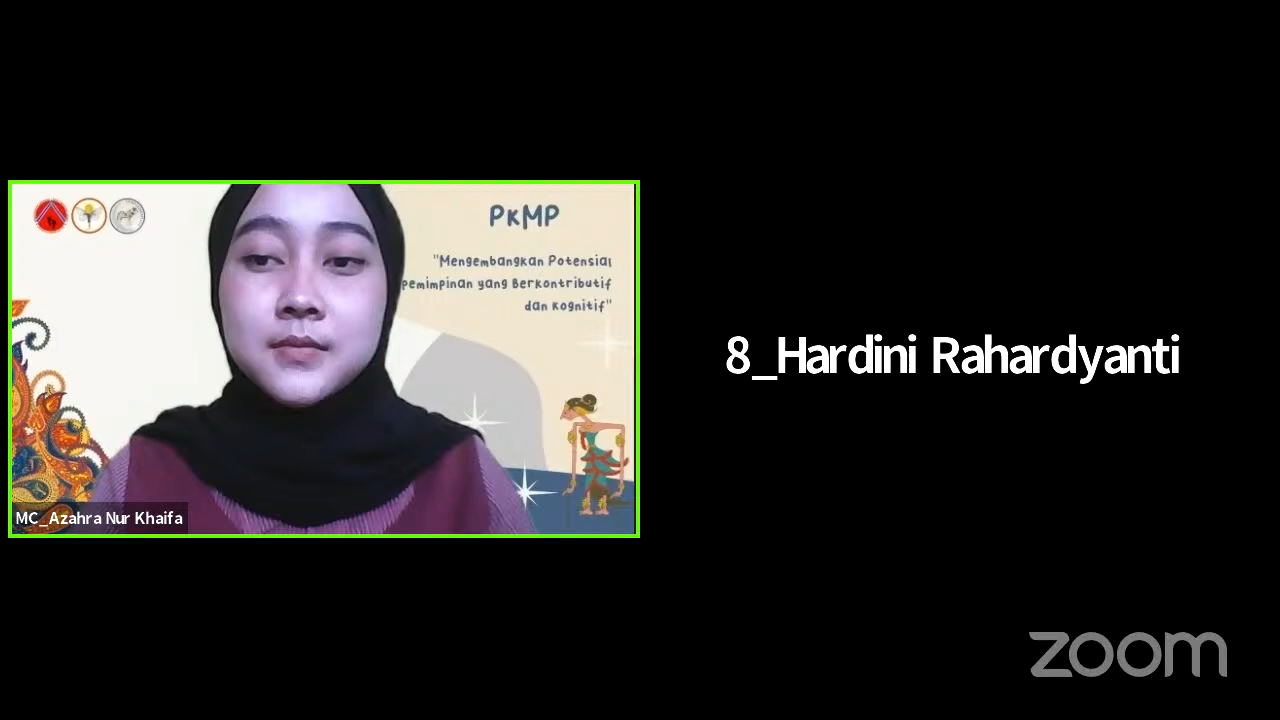 PKMP
"Mengembangkan Potensial
pemimpinan yang Berkontributif
dan Kognitif"
MC_Azahra Nur Khaifa
8_Hardini Rahardyanti
zoom